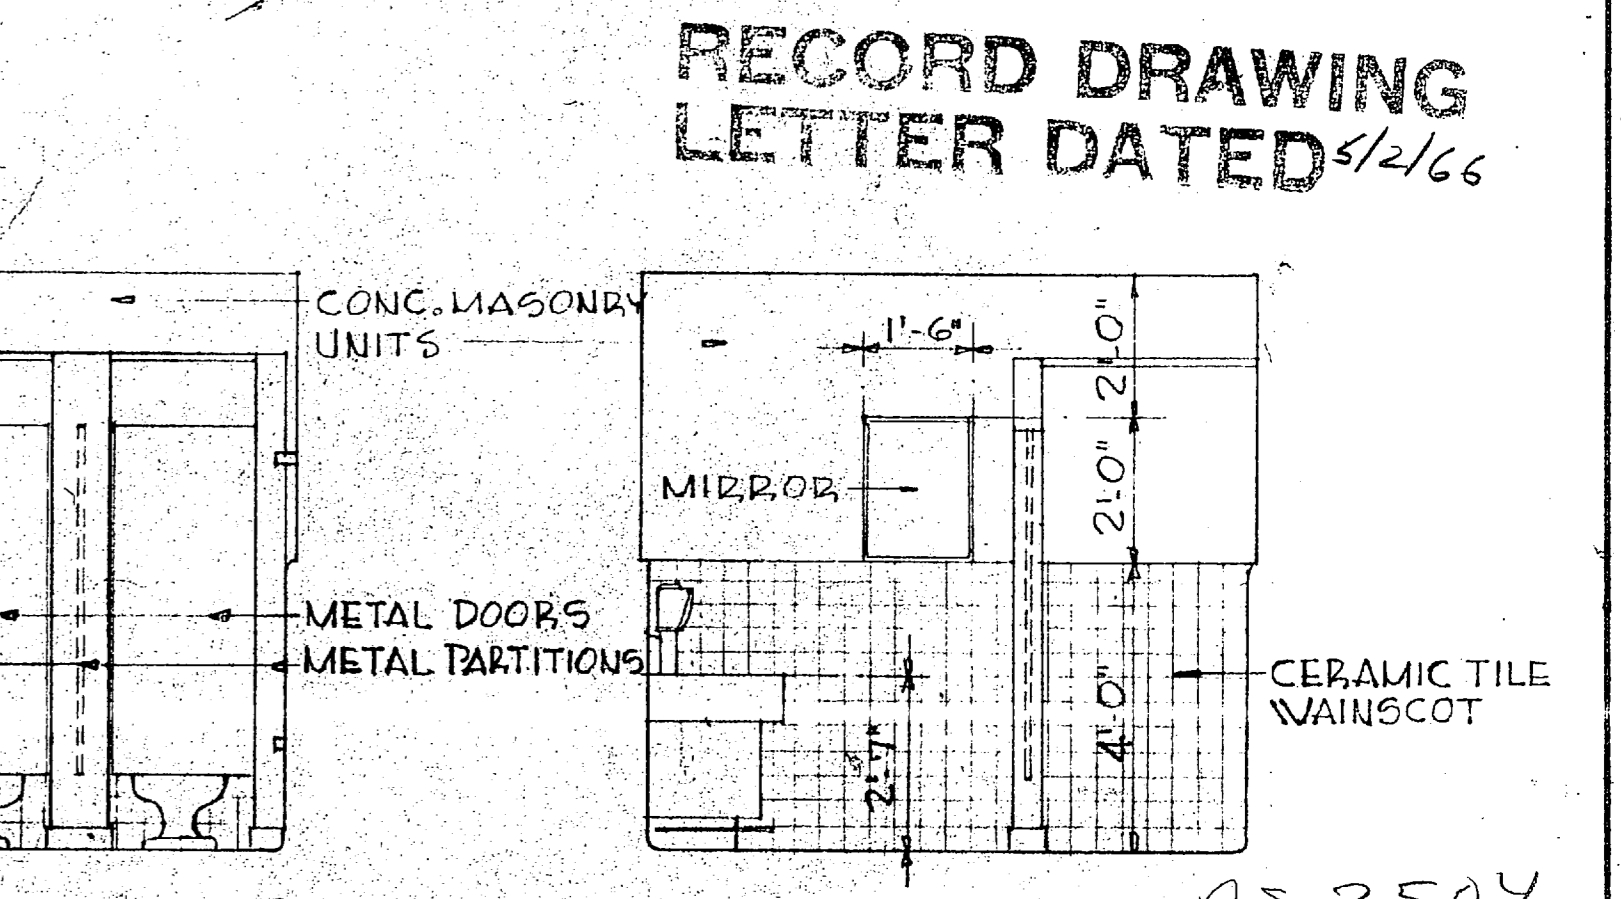 RECORD DRAWING
LETTER DATED 5/2/66
CONC. MASONRY
UNITS
1'-6"
2'-0"
MIRROR
2'-0"
METAL DOORS
METAL PARTITIONS
4'-0"
CERAMIC TILE
WAINSCOT
2'-7"